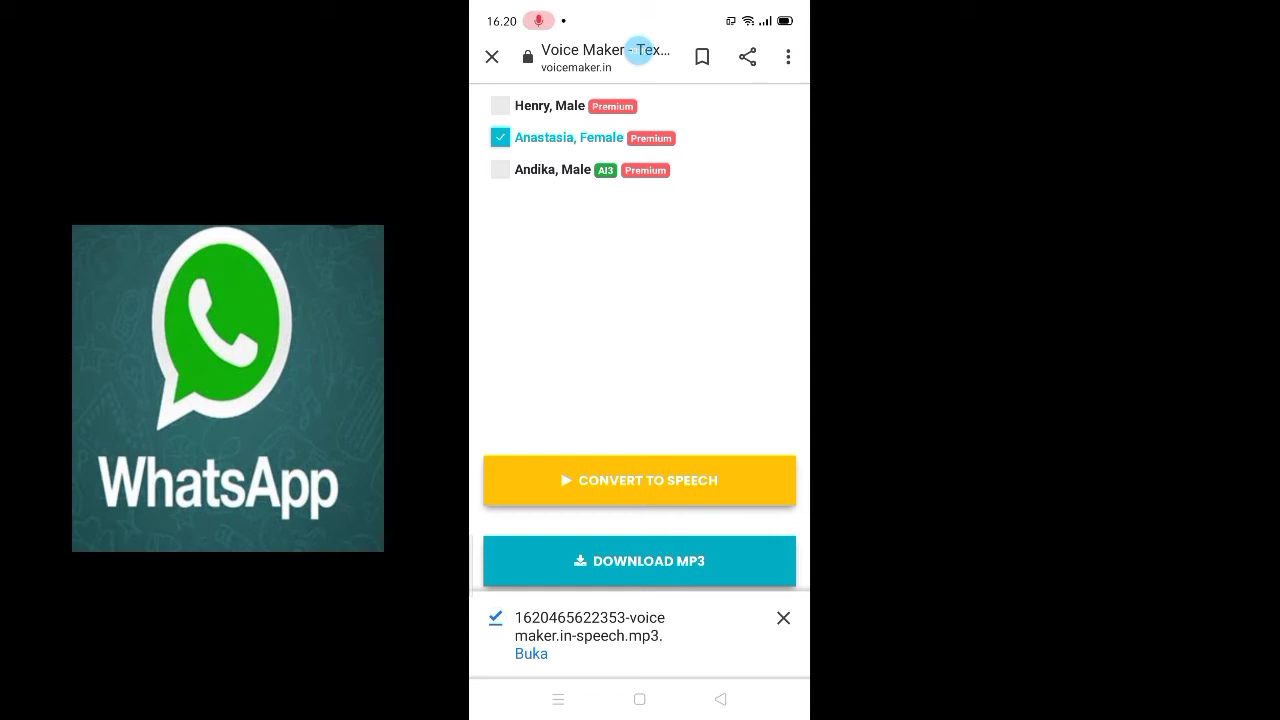 16.20
Voice Maker - Tex...
voicemaker.in
Henry, Male Premium
Anastasia, Female Premium
Andika, Male AI3 Premium
CONVERT TO SPEECH
DOWNLOAD MP3
1620465622353-voice
maker.in-speech.mp3.
Buka
WhatsApp